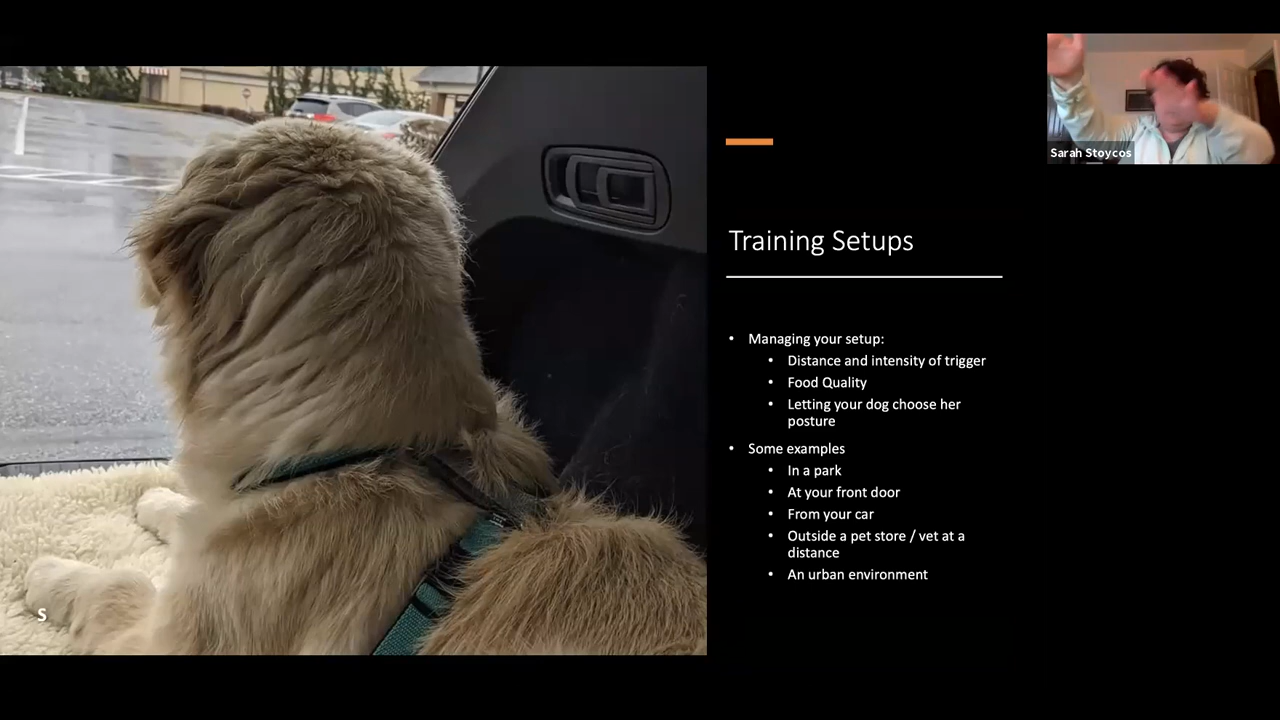 Sarah Stoycos
Training Setups
• Managing your setup:
• Distance and intensity of trigger
• Food Quality
• Letting your dog choose her
posture
• Some examples
• In a park
• At your front door
• From your car
• Outside a pet store / vet at a
distance
• An urban environment
S